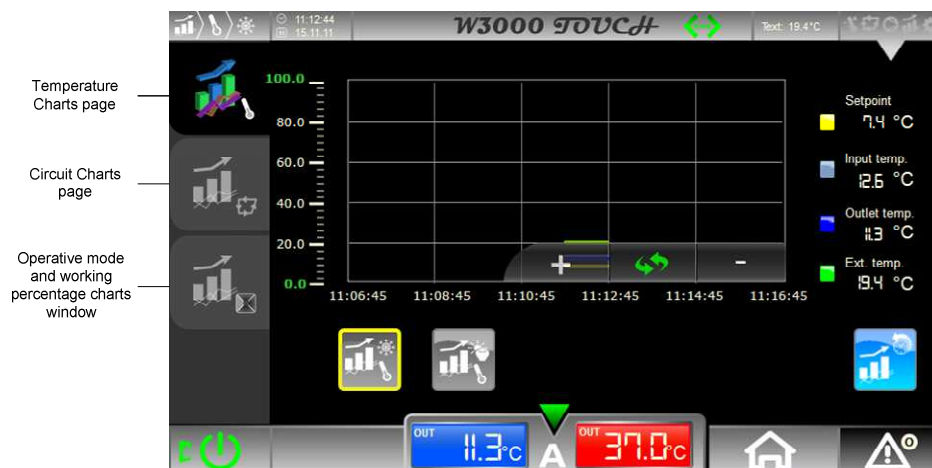 Temperature
Charts page
Circuit Charts
page
Operative mode
and working
percentage charts
window
11:12:44
15.11.11
W3000 TOUCH
Text: 19.4°C
100.0
80.0
60.0
40.0
20.0
0.0
11:06:45 11:08:45 11:10:45 11:12:45 11:14:45 11:16:45
+ -
Setpoint
7.4 °C
Input temp.
12.6 °C
Outlet temp.
11.3 °C
Ext. temp.
19.4 °C
OUT 11.3°C
A
OUT 37.0°C
0